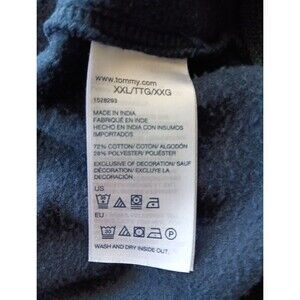 www.tommy.com
XXL/TTG/XXG
1528293
MADE IN INDIA
FABRIQUÉ EN INDE
HECHO EN INDIA CON INSUMOS
IMPORTADOS
72% COTTON/ COTON/ ALGODÓN
28% POLYESTER/ POLIÉSTER
EXCLUSIVE OF DECORATION/ SAUF
DÉCORATION/ EXCLUYE LA
DECORACIÓN
US
EU
30
P
WASH AND DRY INSIDE OUT.